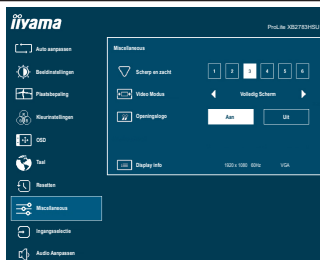 iiyama
ProLite XB2783HSU
Auto aanpassen
Beeldinstellingen
Plaatsbepaling
Kleurinstellingen
OSD
Taal
Resetten
Miscellaneous
Ingangsselectie
Audio Aanpassen
Miscellaneous
Scherp en zacht
1 2 3 4 5 6
Video Modus
Volledig Scherm
Openingslogo
Aan
Uit
Display info
1920 x 1080 60Hz VGA